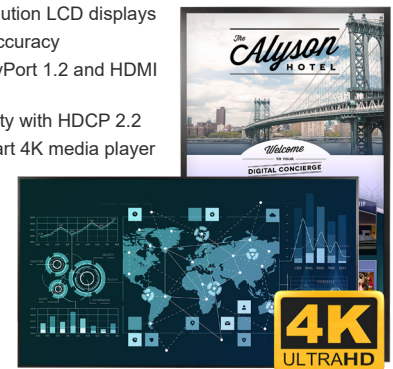 ution LCD displays
ccuracy
yPort 1.2 and HDMI
ty with HDCP 2.2
art 4K media player
The
Alyson
HOTEL
Welcome
TO YOUR
DIGITAL CONCIERGE
4K
ULTRAHD